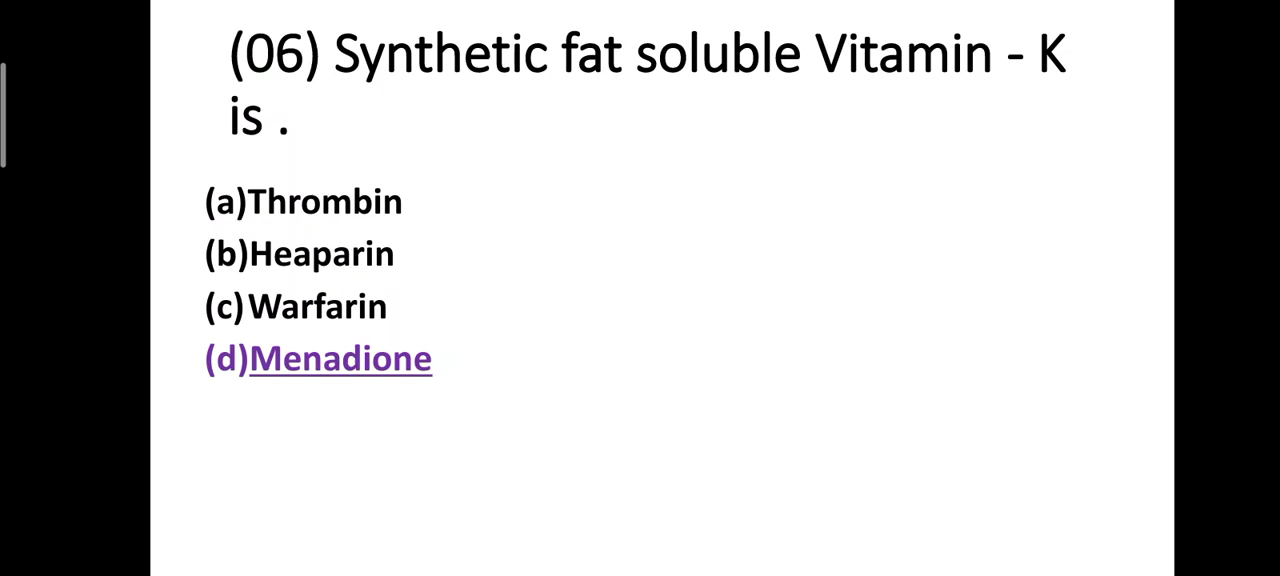 (06) Synthetic fat soluble Vitamin - K
is .
(a)Thrombin
(b)Heaparin
(c)Warfarin
(d)Menadione